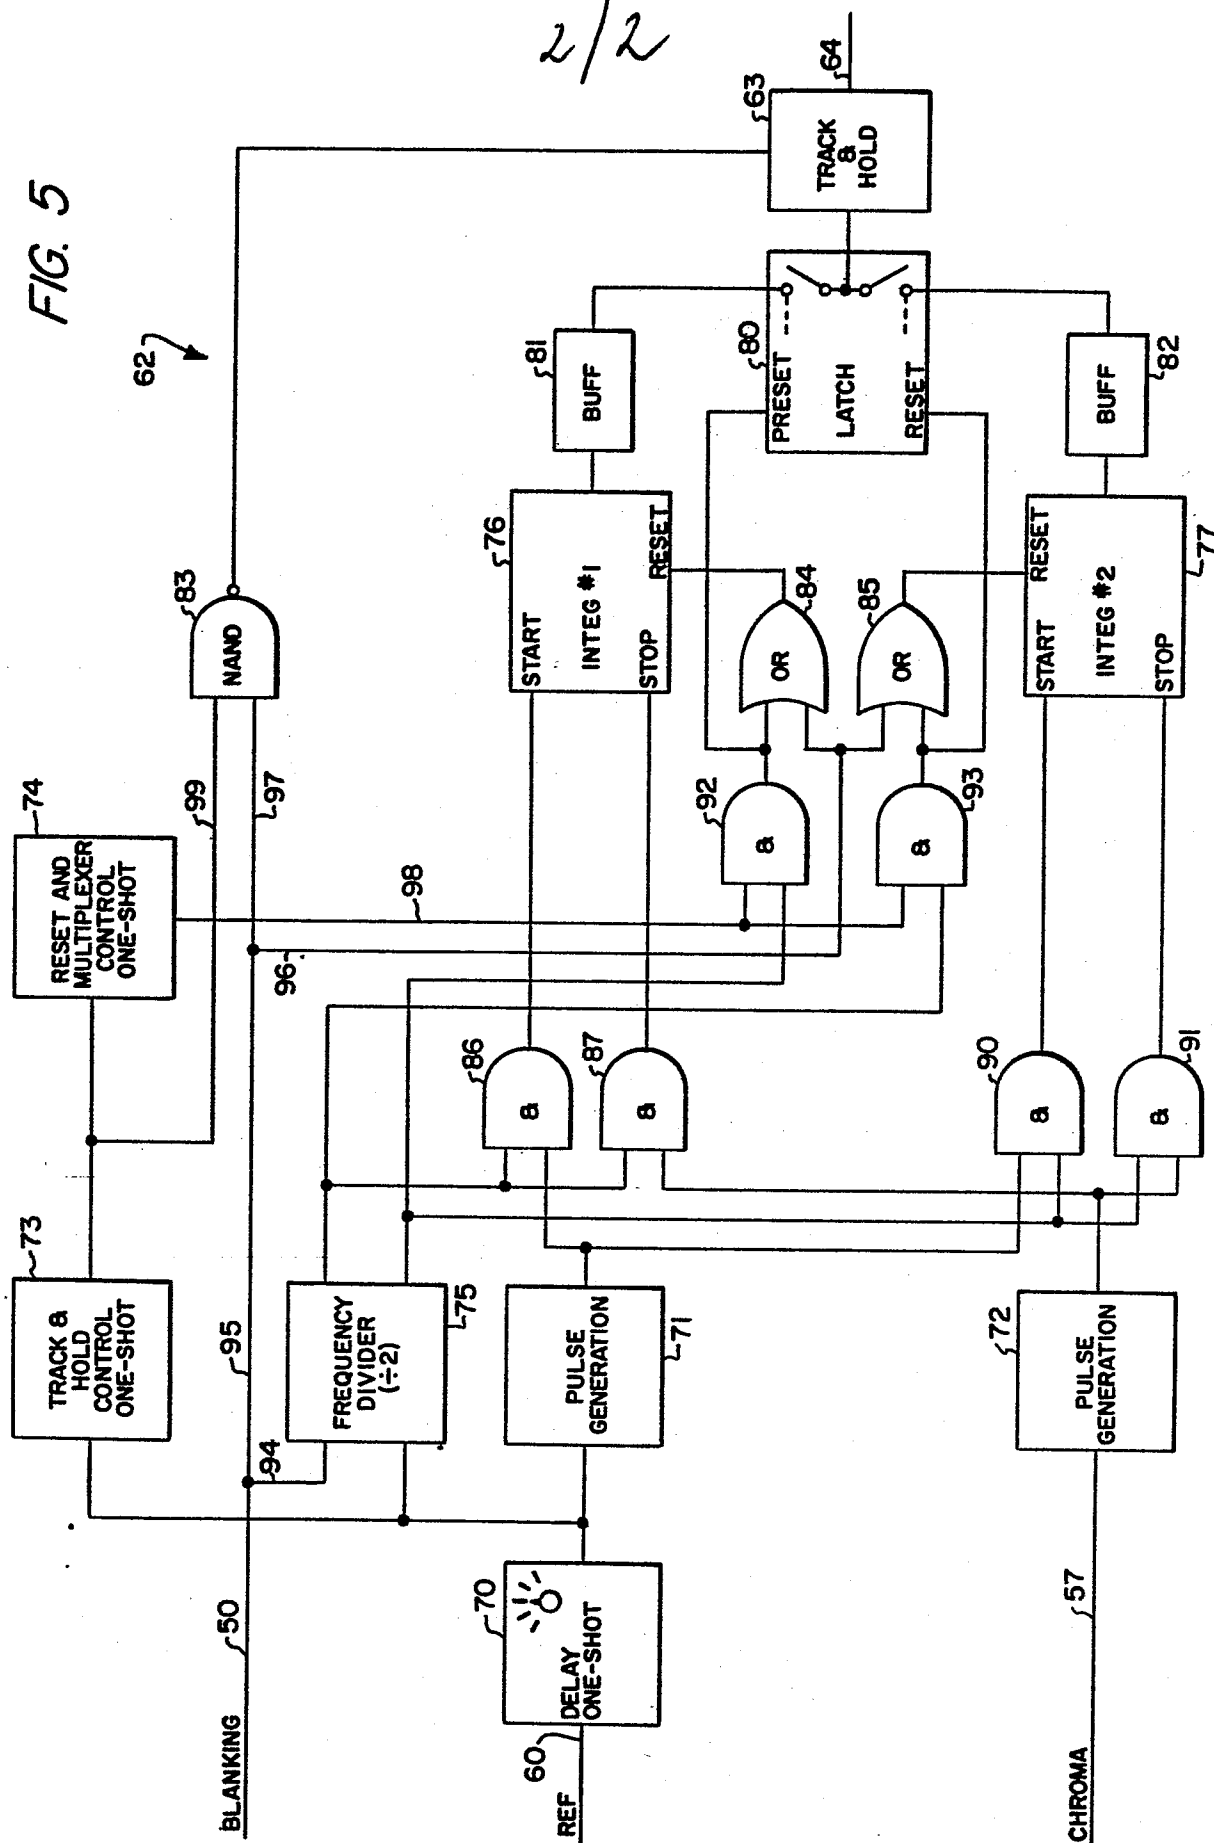 2/2
FIG. 5
62
BLANKING
50
94
95
96
97
99
98
REF
60
70
DELAY
ONE-SHOT
CHROMA
57
TRACK &
HOLD
CONTROL
ONE-SHOT
73
RESET AND
MULTIPLEXER
CONTROL
ONE-SHOT
74
FREQUENCY
DIVIDER
(÷2)
75
PULSE
GENERATION
71
PULSE
GENERATION
72
NAND
83
&
86
&
87
&
90
&
91
&
92
&
93
OR
84
OR
85
START
STOP
INTEG #1
RESET
76
START
STOP
INTEG #2
RESET
77
BUFF
81
BUFF
82
PRESET
LATCH
RESET
80
TRACK
&
HOLD
63
64